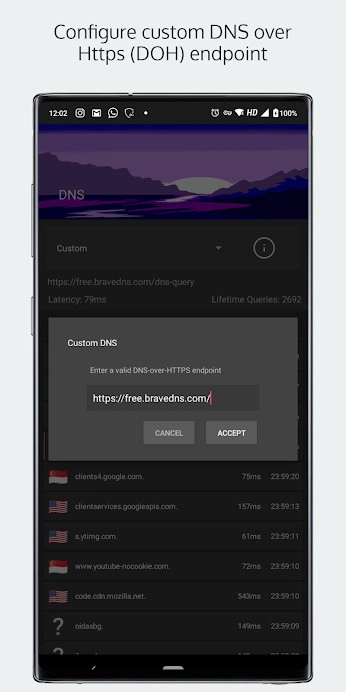 Configure custom DNS over
Https (DOH) endpoint
12:02
HD 100%
DNS
Custom
https://free.bravedns.com/dns-query
Latency: 79ms Lifetime Queries: 2692
Custom DNS
Enter a valid DNS-over-HTTPS endpoint
https://free.bravedns.com/
CANCEL ACCEPT
clients4.google.com. 75ms 23:59:20
clientservices.googleapis.com. 157ms 23:59:13
s.ytimg.com. 61ms 23:59:11
www.youtube-nocookie.com. 72ms 23:59:10
code.cdn.mozilla.net. 543ms 23:59:10
? oidasbg. 149ms 23:59:09